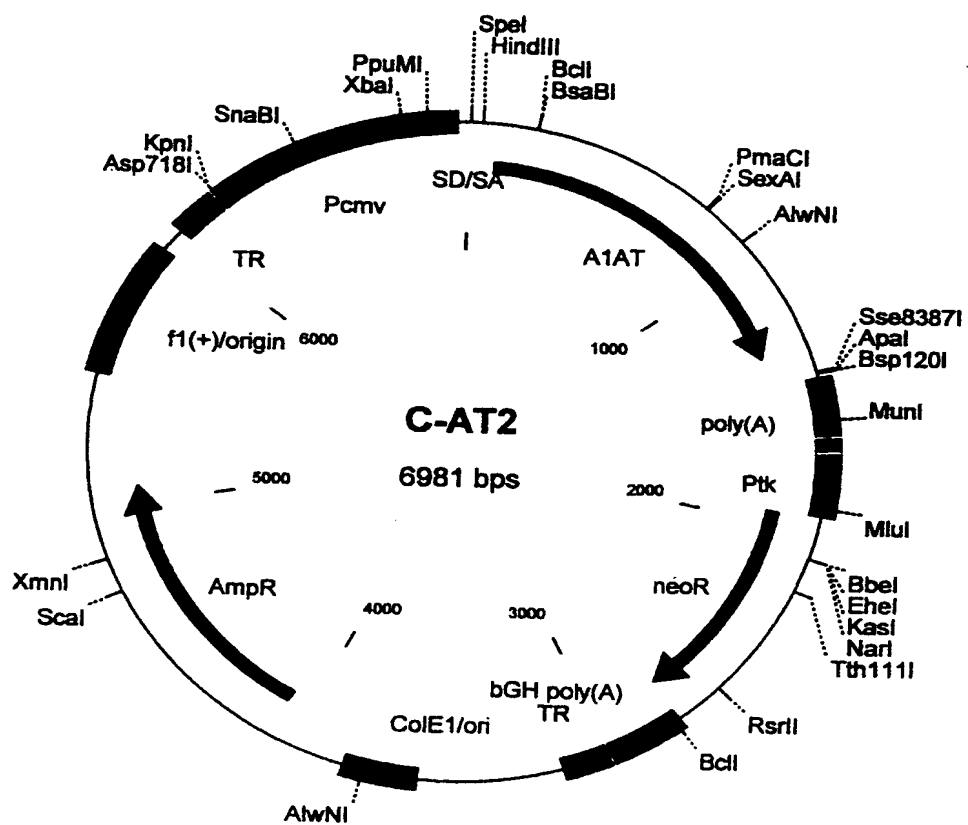 SpeI
HindIII
PpuMI
BclI
XbaI
BsaBI
SnaBI
KpnI
PmaCI
Asp718I
SD/SA
SexAI
Pcmv
AlwNI
I
TR
A1AT
Sse8387I
f1(+)/origin
6000
1000
ApaI
Bsp120I
C-AT2
poly(A)
MunI
6981 bps
5000
2000
Ptk
MluI
XmnI
AmpR
neoR
BbeI
ScaI
4000
3000
EheI
KasI
NarI
Tth111I
bGH poly(A)
TR
ColE1/ori
RsrII
BclI
AlwNI